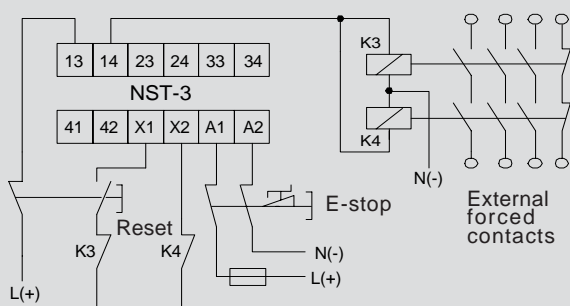 13 14 23 24 33 34
NST-3
41 42 X1 X2 A1 A2
K3
K4
N(-)
External
forced
contacts
E-stop
Reset
K3
K4
N(-)
L(+)
L(+)